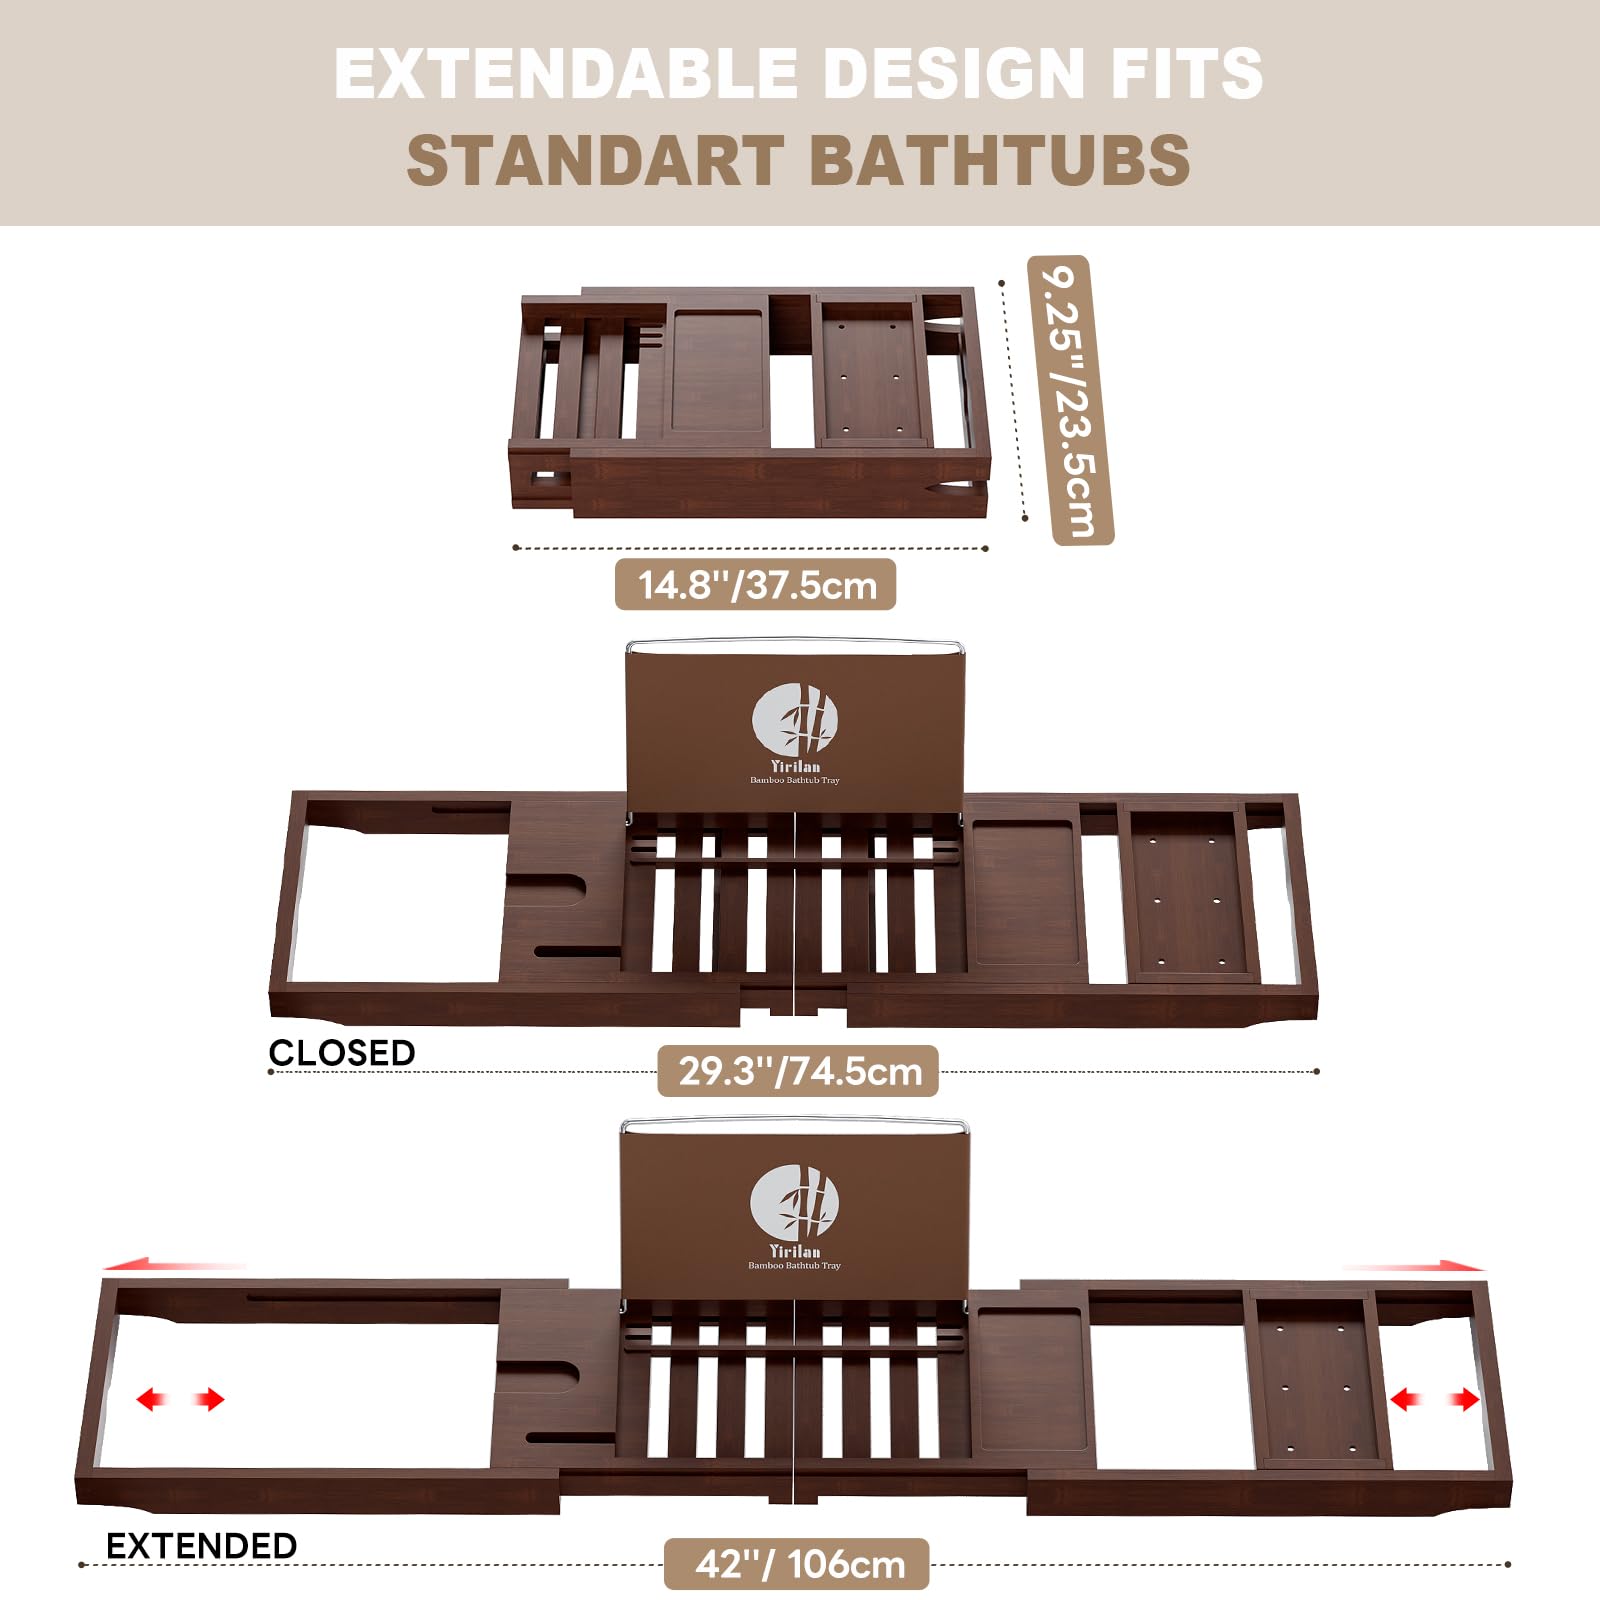 EXTENDABLE DESIGN FITS
STANDART BATHTUBS
9.25"/23.5cm
14.8''/37.5cm
Yirilan
Bamboo Bathtub Tray
CLOSED
29.3''/74.5cm
Yirilan
Bamboo Bathtub Tray
EXTENDED
42''/ 106cm